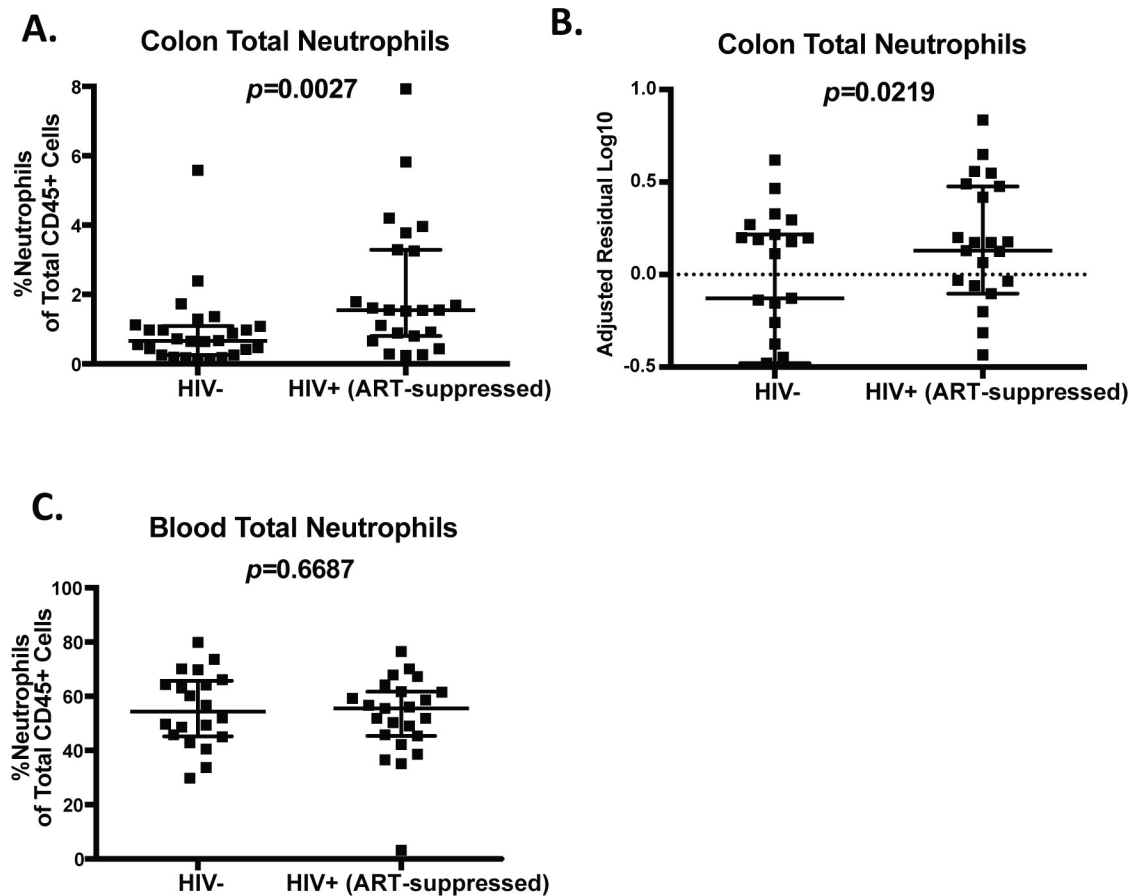 A.
Colon Total Neutrophils
p=0.0027
%Neutrophils
of Total CD45+ Cells
8
6
4
2
0
HIV-
HIV+ (ART-suppressed)
B.
Colon Total Neutrophils
p=0.0219
Adjusted Residual Log10
1.0
0.5
0.0
-0.5
HIV-
HIV+ (ART-suppressed)
C.
Blood Total Neutrophils
p=0.6687
%Neutrophils
of Total CD45+ Cells
100
80
60
40
20
0
HIV-
HIV+ (ART-suppressed)